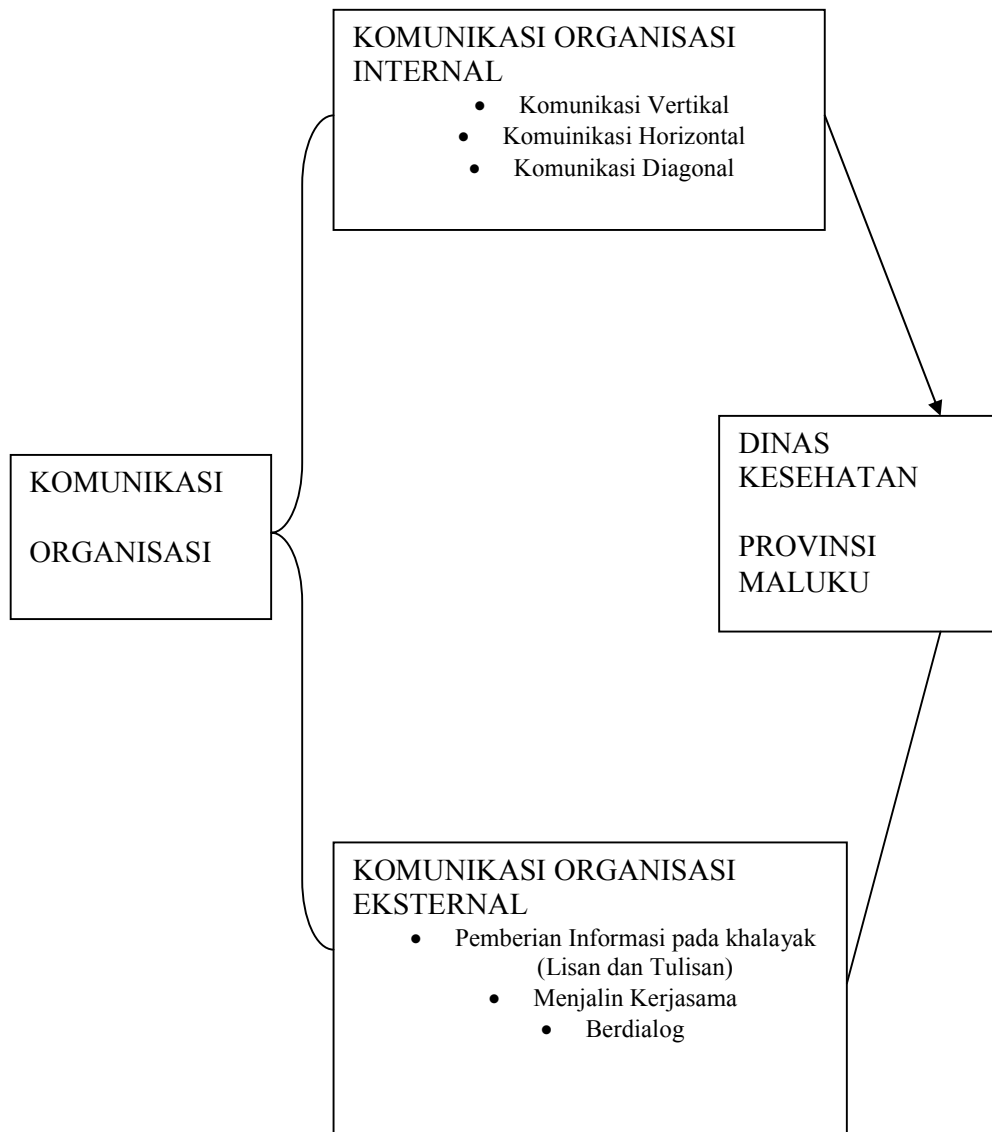 KOMUNIKASI ORGANISASI
INTERNAL
• Komunikasi Vertikal
• Komuinikasi Horizontal
• Komunikasi Diagonal
KOMUNIKASI
ORGANISASI
DINAS
KESEHATAN
PROVINSI
MALUKU
KOMUNIKASI ORGANISASI
EKSTERNAL
• Pemberian Informasi pada khalayak
(Lisan dan Tulisan)
• Menjalin Kerjasama
• Berdialog